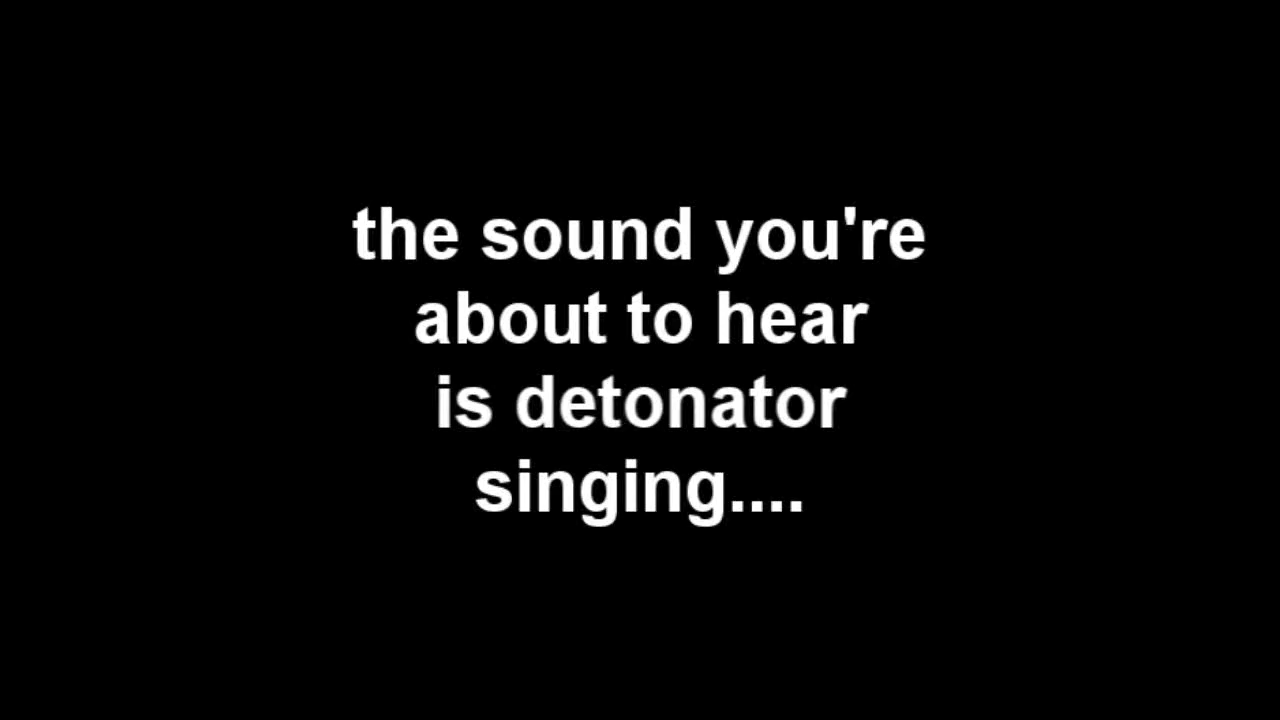 the sound you're
about to hear
is detonator
singing....